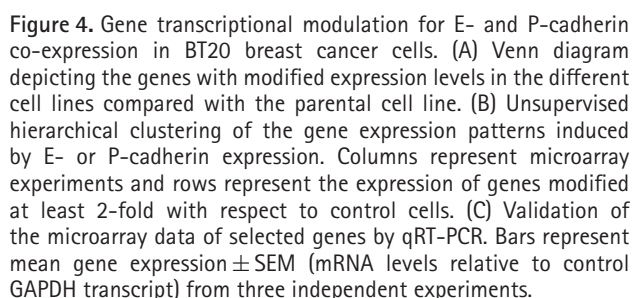 Figure 4. Gene transcriptional modulation for E- and P-cadherin
co-expression in BT20 breast cancer cells. (A) Venn diagram
depicting the genes with modified expression levels in the different
cell lines compared with the parental cell line. (B) Unsupervised
hierarchical clustering of the gene expression patterns induced
by E- or P-cadherin expression. Columns represent microarray
experiments and rows represent the expression of genes modified
at least 2-fold with respect to control cells. (C) Validation of
the microarray data of selected genes by qRT-PCR. Bars represent
mean gene expression ± SEM (mRNA levels relative to control
GAPDH transcript) from three independent experiments.